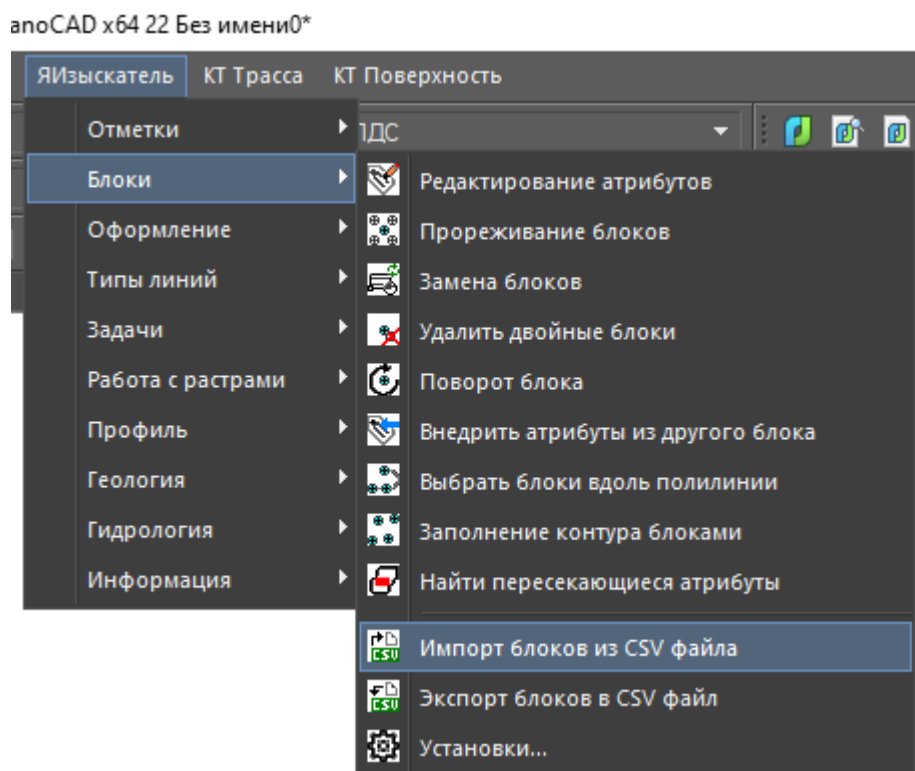 anoCAD x64 22 Без имени0*
ЯИзыскатель КТ Трасса КТ Поверхность
Отметки
ПДС
Блоки
Редактирование атрибутов
Оформление
Прореживание блоков
Типы линий
Замена блоков
Задачи
Удалить двойные блоки
Работа с растрами
Поворот блока
Профиль
Внедрить атрибуты из другого блока
Геология
Выбрать блоки вдоль полилинии
Гидрология
Заполнение контура блоками
Информация
Найти пересекающиеся атрибуты
CSV
Импорт блоков из CSV файла
CSV
Экспорт блоков в CSV файл
Установки...